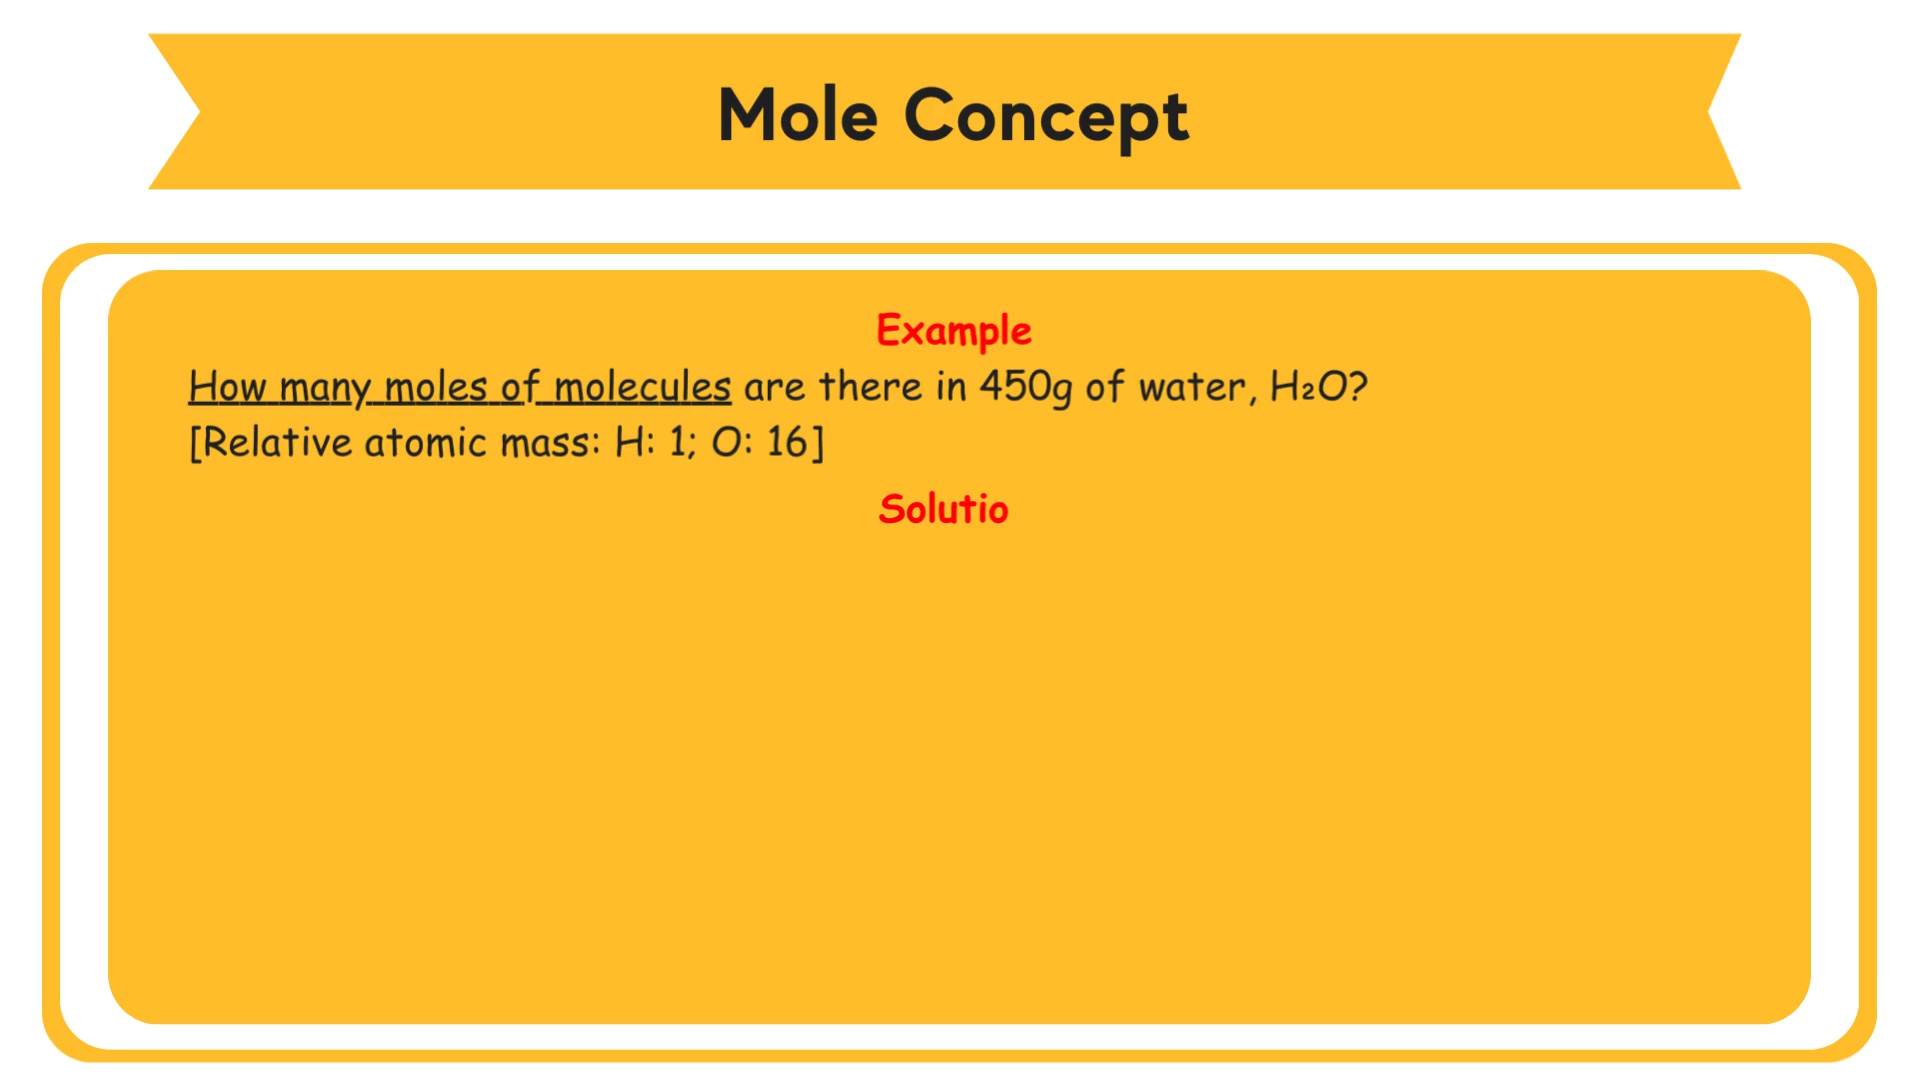 Mole Concept
Example
How many moles of molecules are there in 450g of water, H₂O?
[Relative atomic mass: H: 1; O: 16]
Solutio